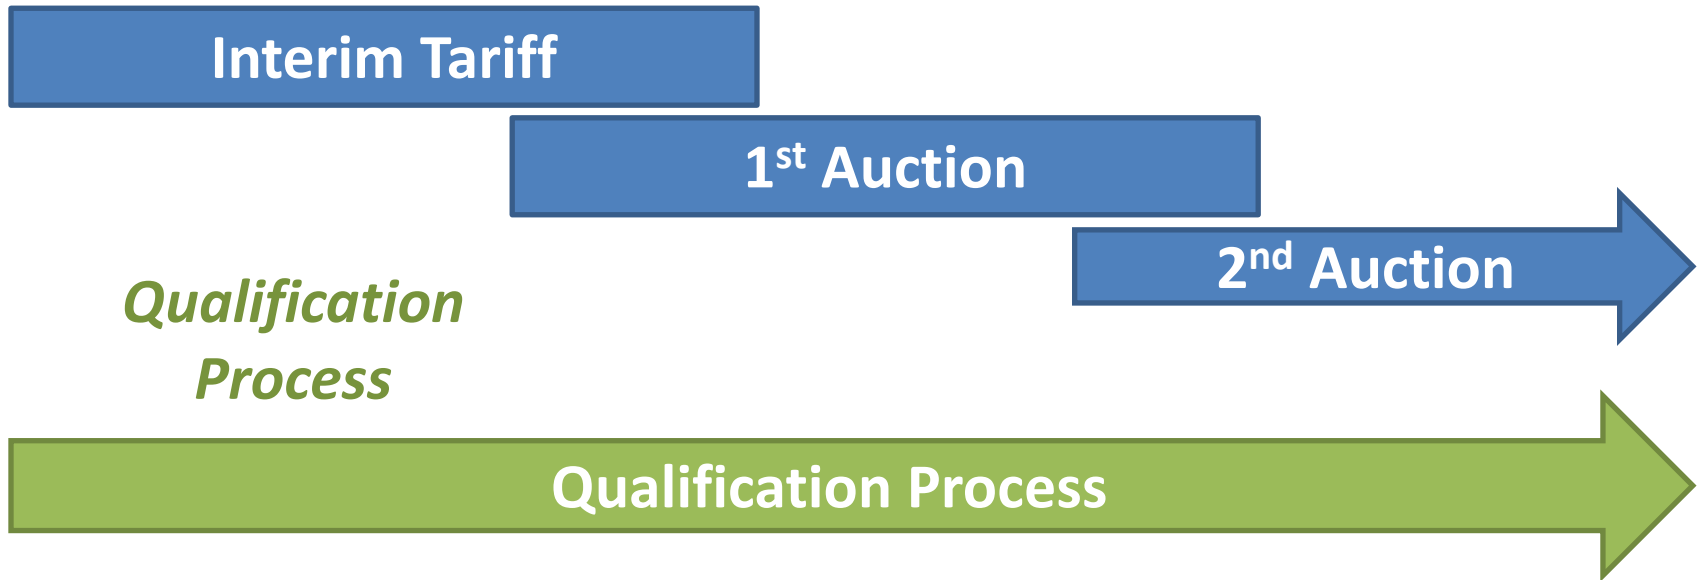 Interim Tariff
1st Auction
2nd Auction
Qualification
Process
Qualification Process